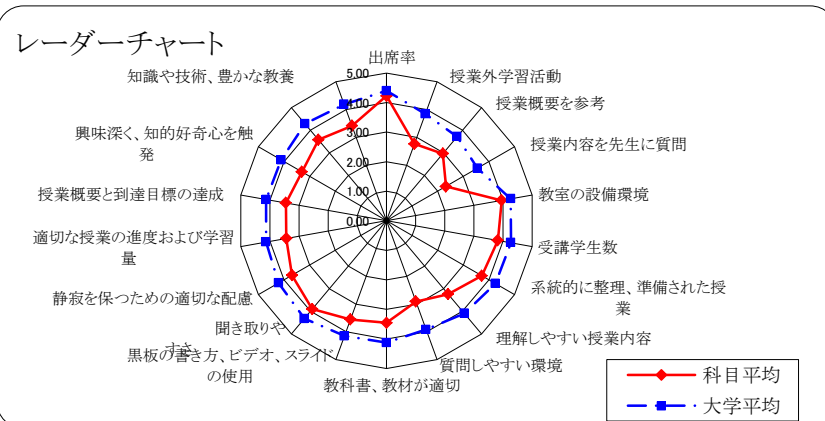 レーダーチャート
出席率
授業外学習活動
授業概要を参考
授業内容を先生に質問
教室の設備環境
受講学生数
系統的に整理、準備された授
業
理解しやすい授業内容
質問しやすい環境
教科書、教材が適切
黒板の書き方、ビデオ、スライド
の使用
聞き取りや
すさ
静寂を保つための適切な配慮
適切な授業の進度および学習
量
授業概要と到達目標の達成
興味深く、知的好奇心を触
発
知識や技術、豊かな教養
5.00
4.00
3.00
2.00
1.00
0.00
科目平均
大学平均